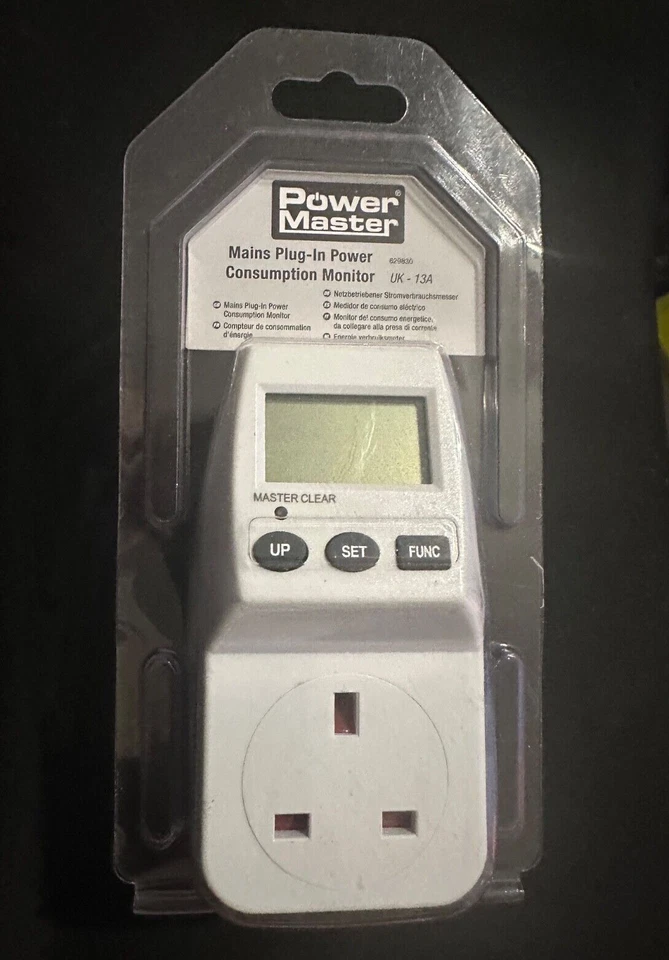 Power
Master®
Mains Plug-In Power 629830
Consumption Monitor UK - 13A
Mains Plug-In Power
Consumption Monitor
Compteur de consommation
d'énergie
Netzbetriebener Stromverbrauchsmesser
Medidor de consumo eléctrico
Monitor del consumo energetico,
da collegare alla presa di corrente
Energie verbruiksmeter
MASTER CLEAR
UP SET FUNC